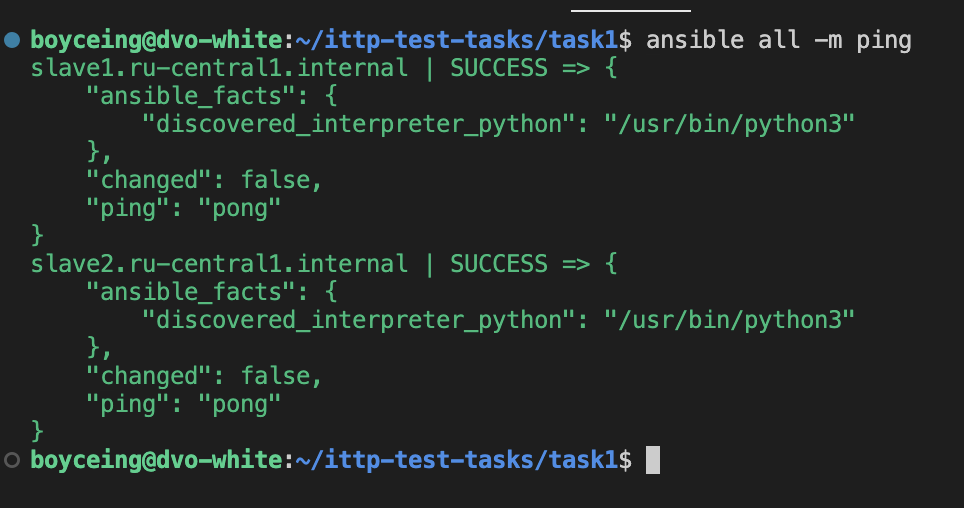 boyceing@dvo-white:~/ittp-test-tasks/task1$ ansible all -m ping
slave1.ru-central1.internal | SUCCESS => {
    "ansible_facts": {
        "discovered_interpreter_python": "/usr/bin/python3"
    },
    "changed": false,
    "ping": "pong"
}
slave2.ru-central1.internal | SUCCESS => {
    "ansible_facts": {
        "discovered_interpreter_python": "/usr/bin/python3"
    },
    "changed": false,
    "ping": "pong"
}
boyceing@dvo-white:~/ittp-test-tasks/task1$